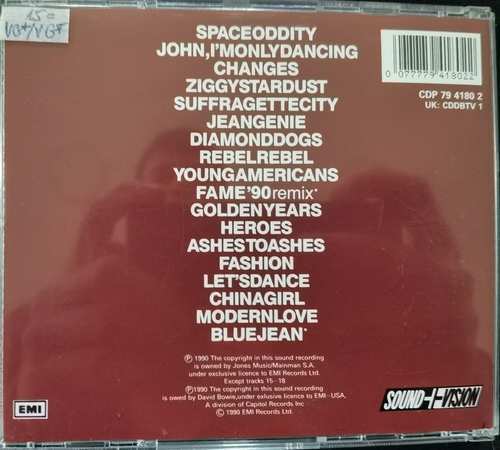 15=
VG+/VG+
SPACEODDITY
JOHN,I'MONLYDANCING
CHANGES
ZIGGYSTARDUST
SUFFRAGETTECITY
JEANGENIE
DIAMONDDOGS
REBELREBEL
YOUNGAMERICANS
FAME'90remix*
GOLDENYEARS
HEROES
ASHESTOASHES
FASHION
LET'SDANCE
CHINAGIRL
MODERNLOVE
BLUEJEAN*
0 077779 418022
CDP 79 4180 2
UK: CDDBTV 1
℗ 1990 The copyright in this sound recording
is owned by Jones Music/Mainman S.A.
under exclusive licence to EMI Records Ltd.
Except tracks 15-18
℗1990 The copyright in this sound recording
is owed by David Bowie,under exlusive licence to EMI-USA,
A division of Capitol Records Inc
© 1990 EMI Records Ltd.
EMI
SOUND+VISION